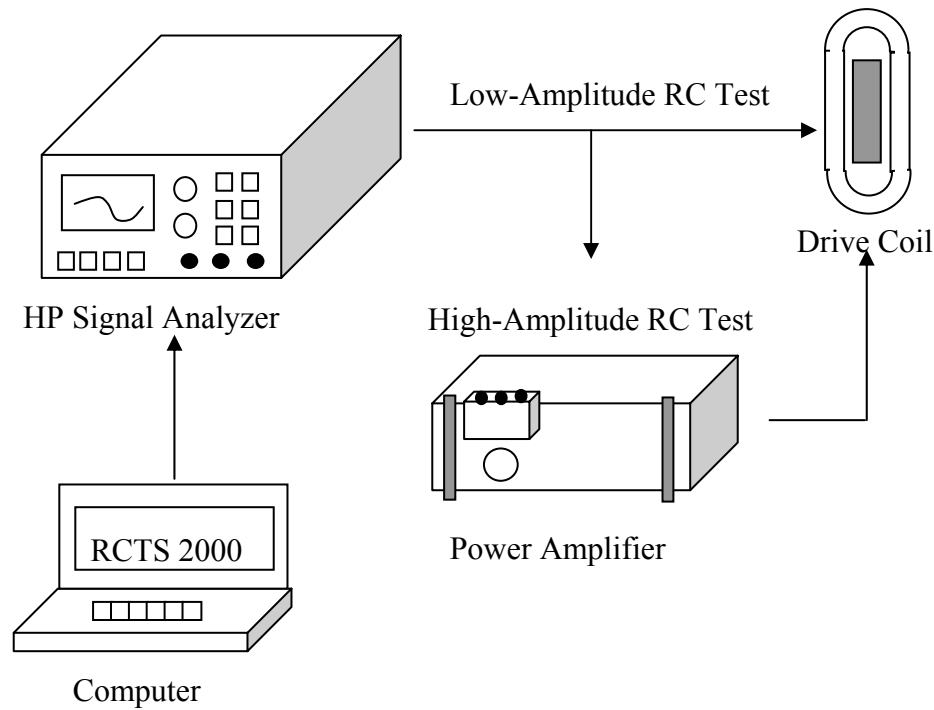 Low-Amplitude RC Test
Drive Coil
HP Signal Analyzer
High-Amplitude RC Test
RCTS 2000
Power Amplifier
Computer